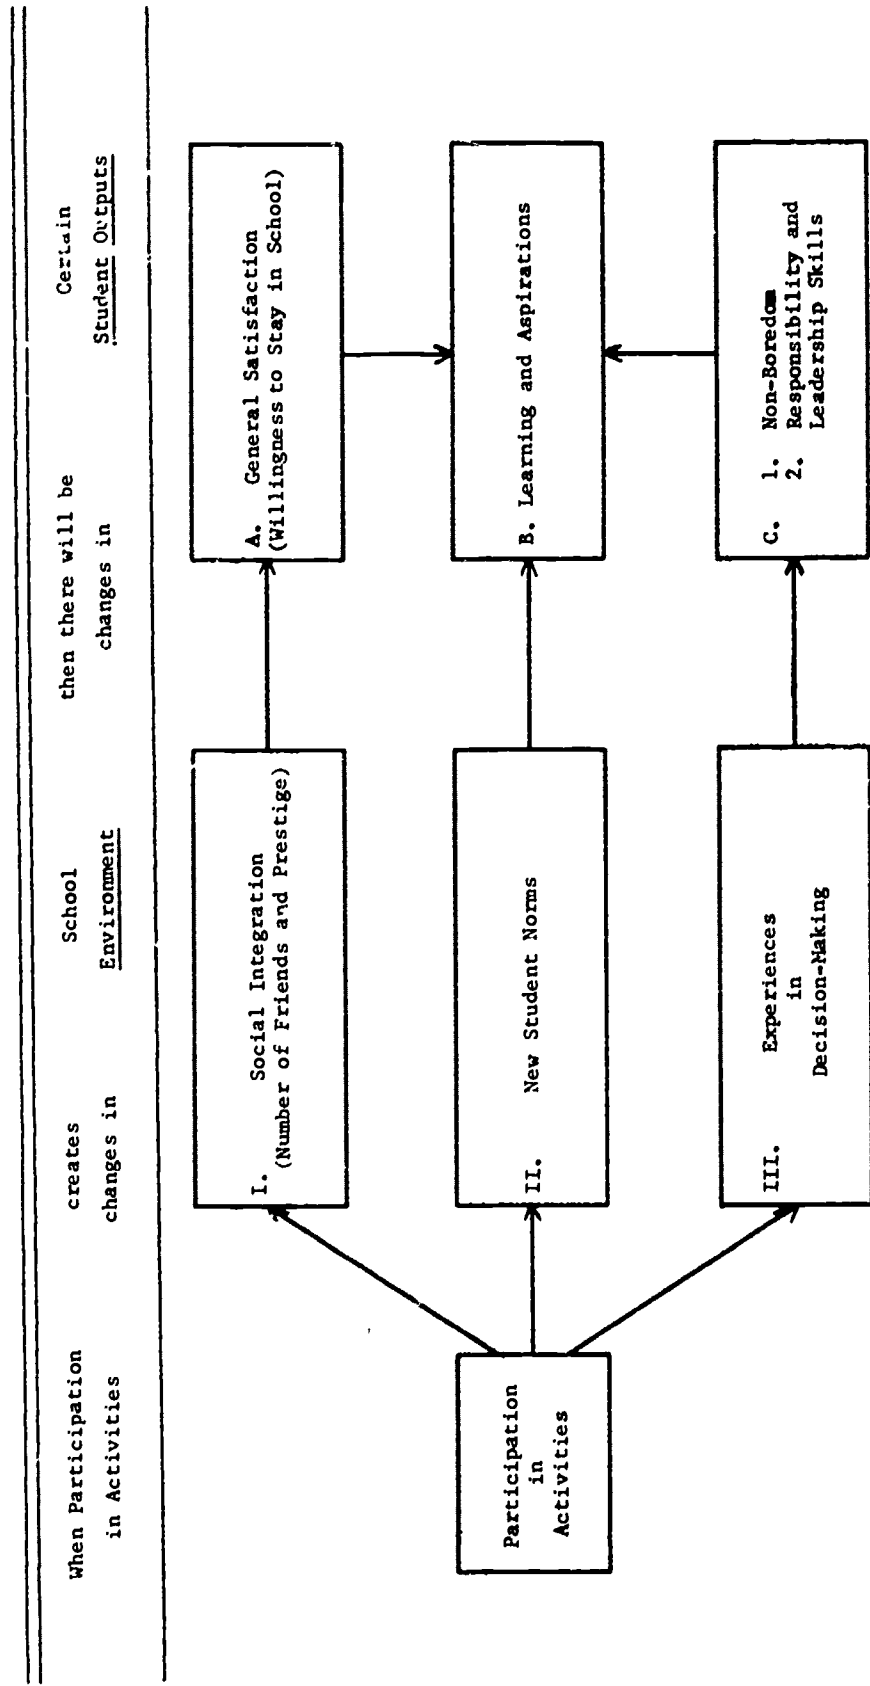 When Participation
in Activities
creates
changes in
School
Environment
then there will be
changes in
Certain
Student Outputs
Participation
in
Activities
I. Social Integration
(Number of Friends and Prestige)
II. New Student Norms
III. Experiences
in
Decision-Making
A. General Satisfaction
(Willingness to Stay in School)
B. Learning and Aspirations
C. 1. Non-Boredom
2. Responsibility and
Leadership Skills